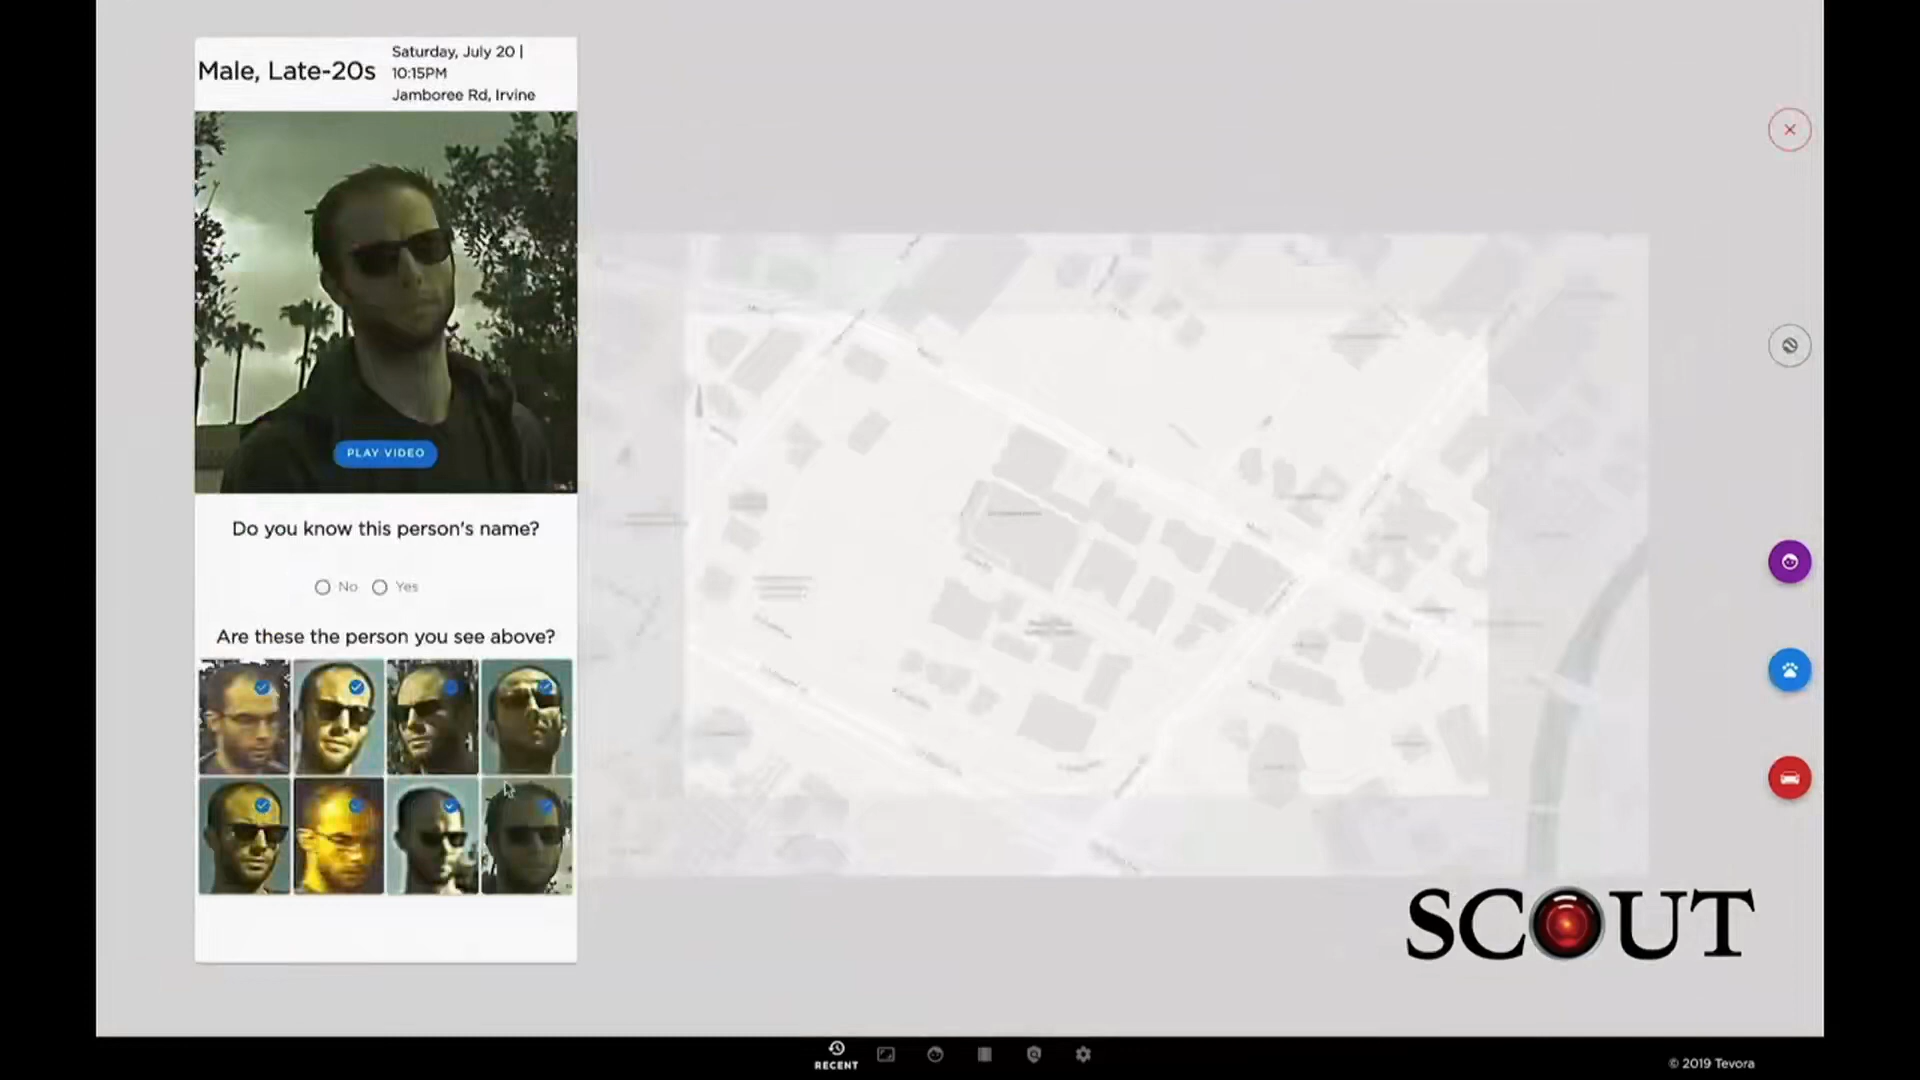 Male, Late-20s
Saturday, July 20 |
10:15PM
Jamboree Rd, Irvine
PLAY VIDEO
Do you know this person's name?
No
Yes
Are these the person you see above?
SCOUT
RECENT
© 2019 Tevora